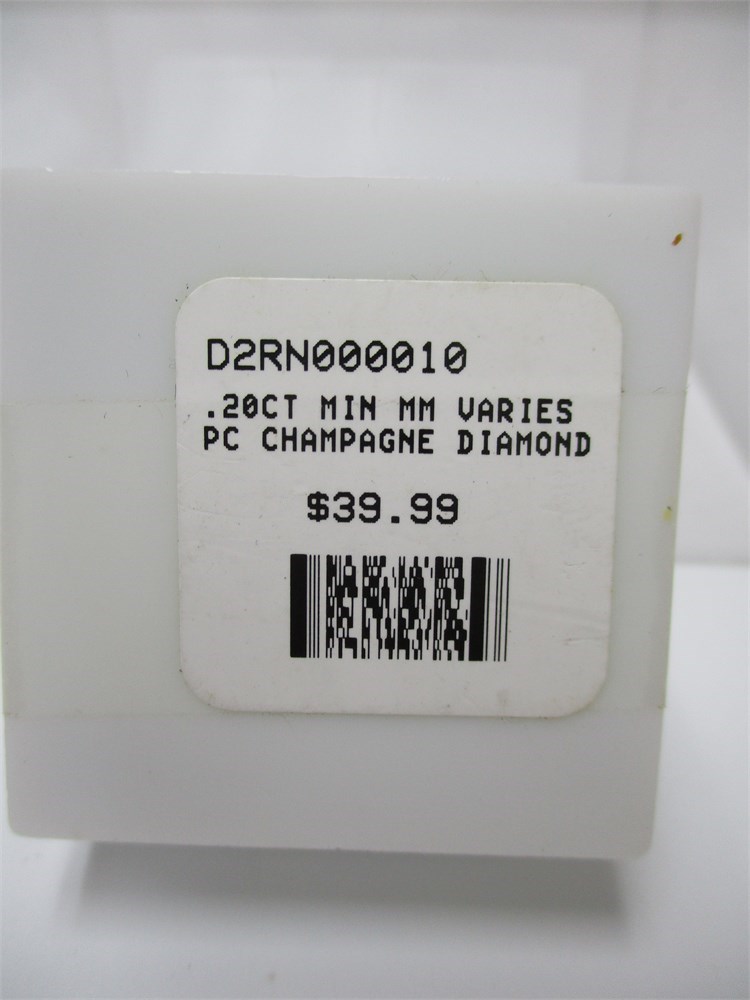 D2RN000010
.20CT MIN MM VARIES
PC CHAMPAGNE DIAMOND
$39.99